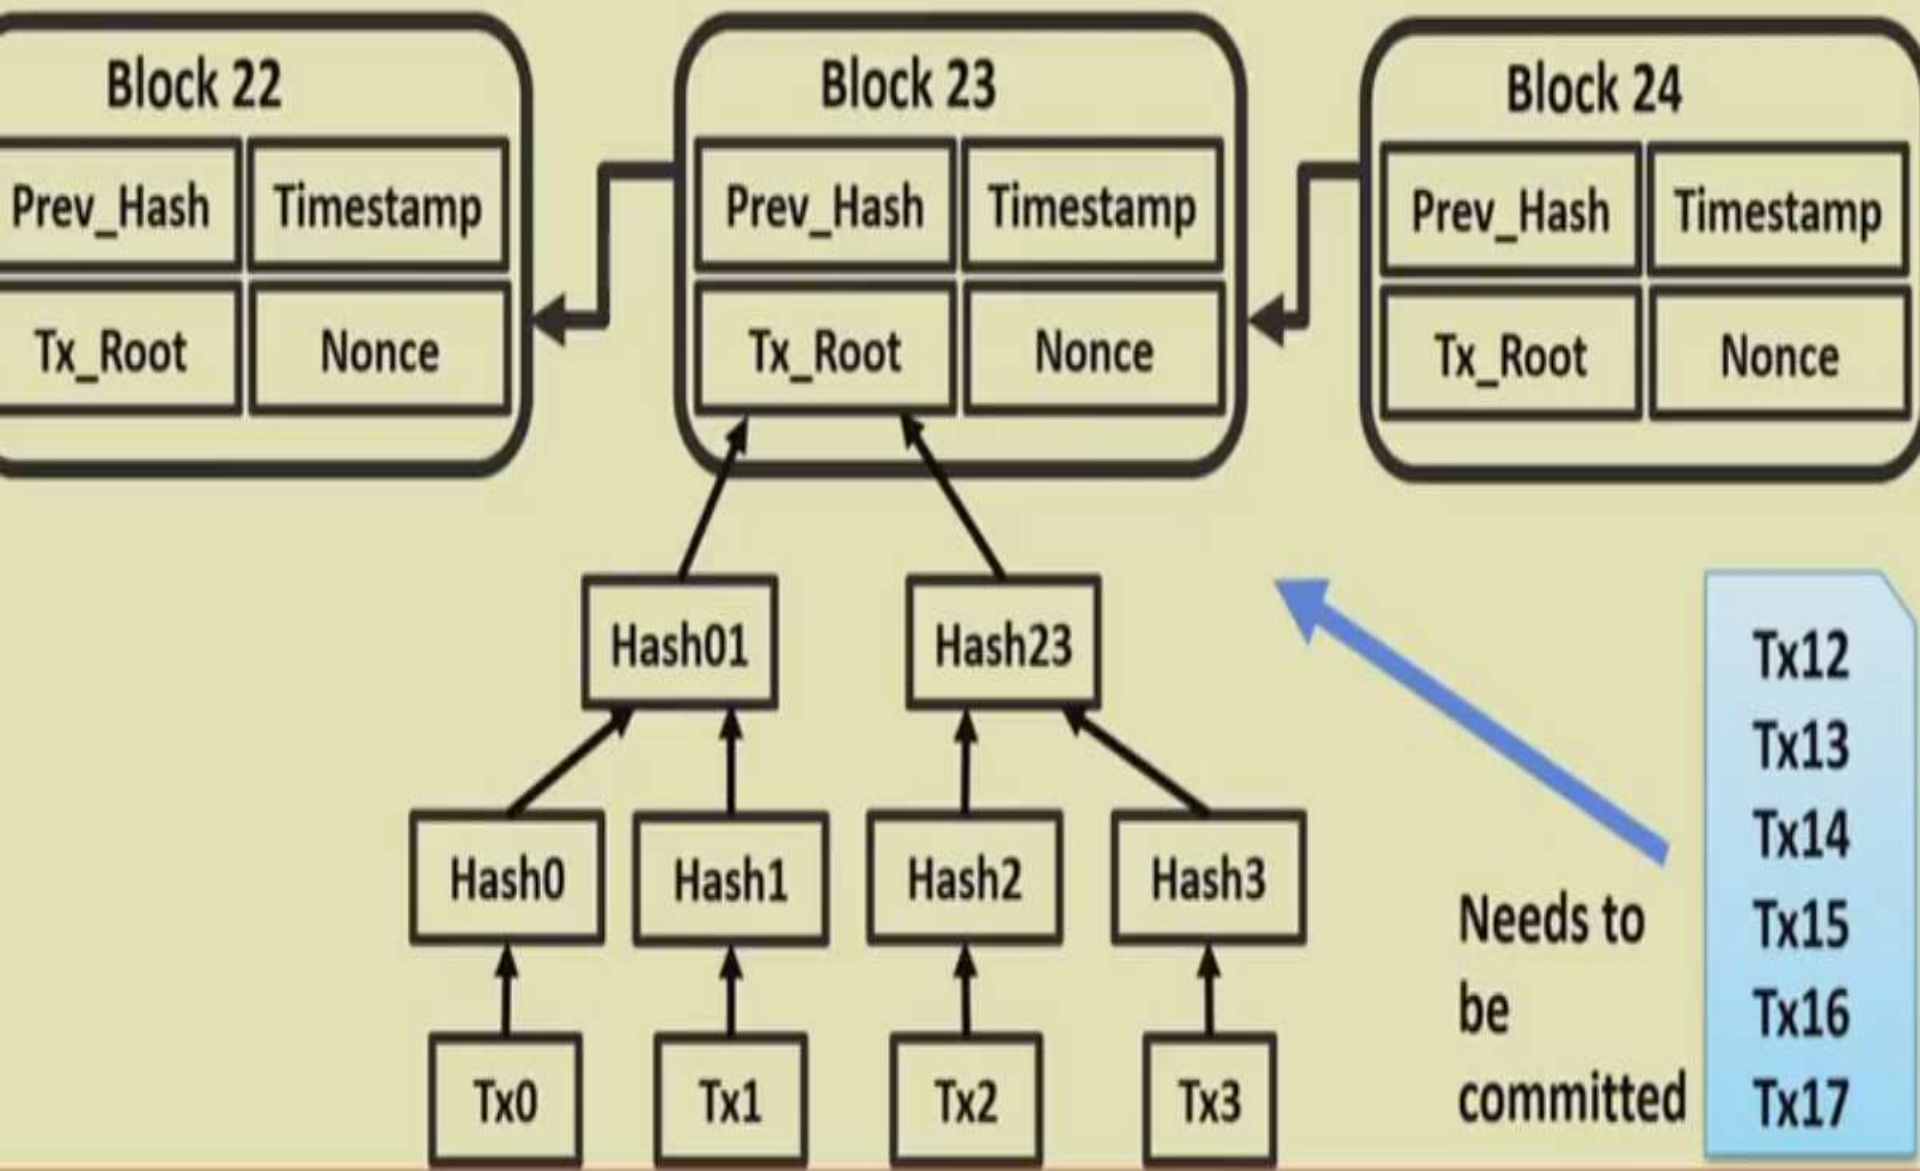 Block 22
Prev_Hash Timestamp
Tx_Root Nonce
Block 23
Prev_Hash Timestamp
Tx_Root Nonce
Block 24
Prev_Hash Timestamp
Tx_Root Nonce
Hash01 Hash23
Hash0 Hash1 Hash2 Hash3
Tx0 Tx1 Tx2 Tx3
Needs to
be
committed
Tx12
Tx13
Tx14
Tx15
Tx16
Tx17